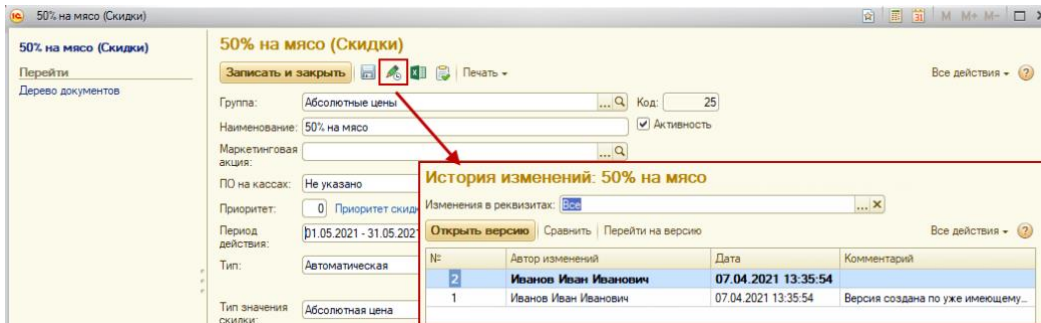 50% на мясо (Скидки)
M M+ M-
50% на мясо (Скидки)
Перейти
Дерево документов
50% на мясо (Скидки)
Записать и закрыть Печать Все действия
Группа: Абсолютные цены ... Код: 25
Наименование: 50% на мясо Активность
Маркетинговая акция: ...
ПО на кассах: Не указано
Приоритет: 0 Приоритет скидк
Период действия: 01.05.2021 - 31.05.2021
Тип: Автоматическая
Тип значения скидки: Абсолютная цена
История изменений: 50% на мясо
Изменения в реквизитах: Все ... ×
Открыть версию Сравнить Перейти на версию Все действия
№ Автор изменений Дата Комментарий
2 Иванов Иван Иванович 07.04.2021 13:35:54
1 Иванов Иван Иванович 07.04.2021 13:35:54 Версия создана по уже имеющему...